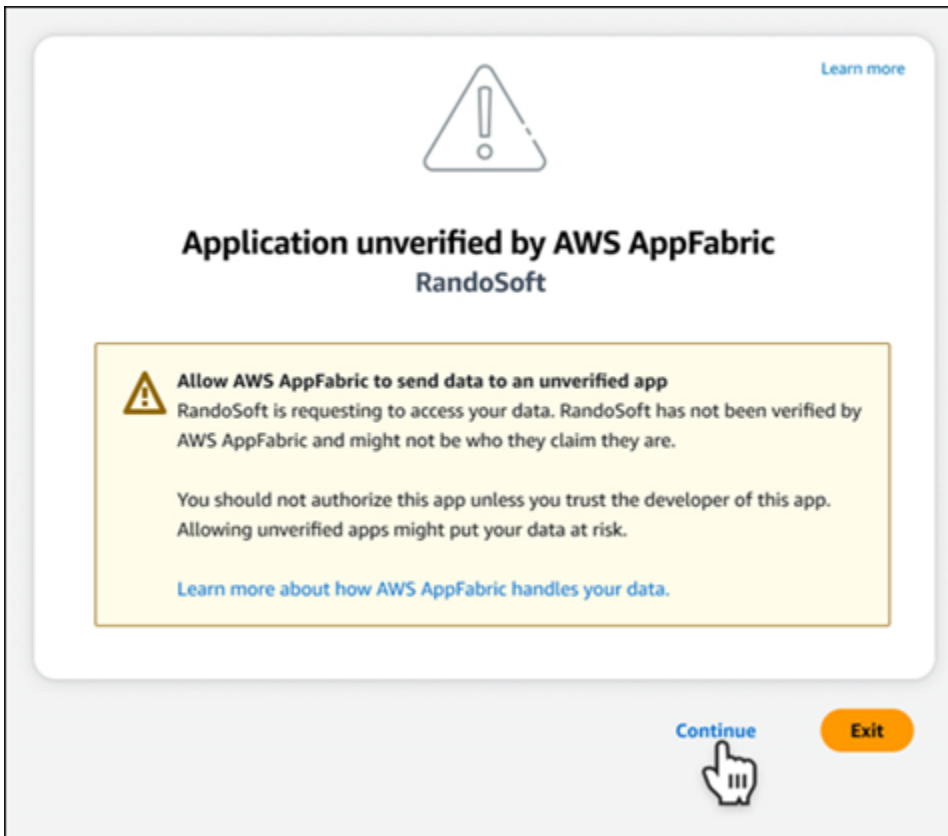 Learn more
Application unverified by AWS AppFabric
RandoSoft
Allow AWS AppFabric to send data to an unverified app
RandoSoft is requesting to access your data. RandoSoft has not been verified by
AWS AppFabric and might not be who they claim they are.
You should not authorize this app unless you trust the developer of this app.
Allowing unverified apps might put your data at risk.
Learn more about how AWS AppFabric handles your data.
Continue
Exit